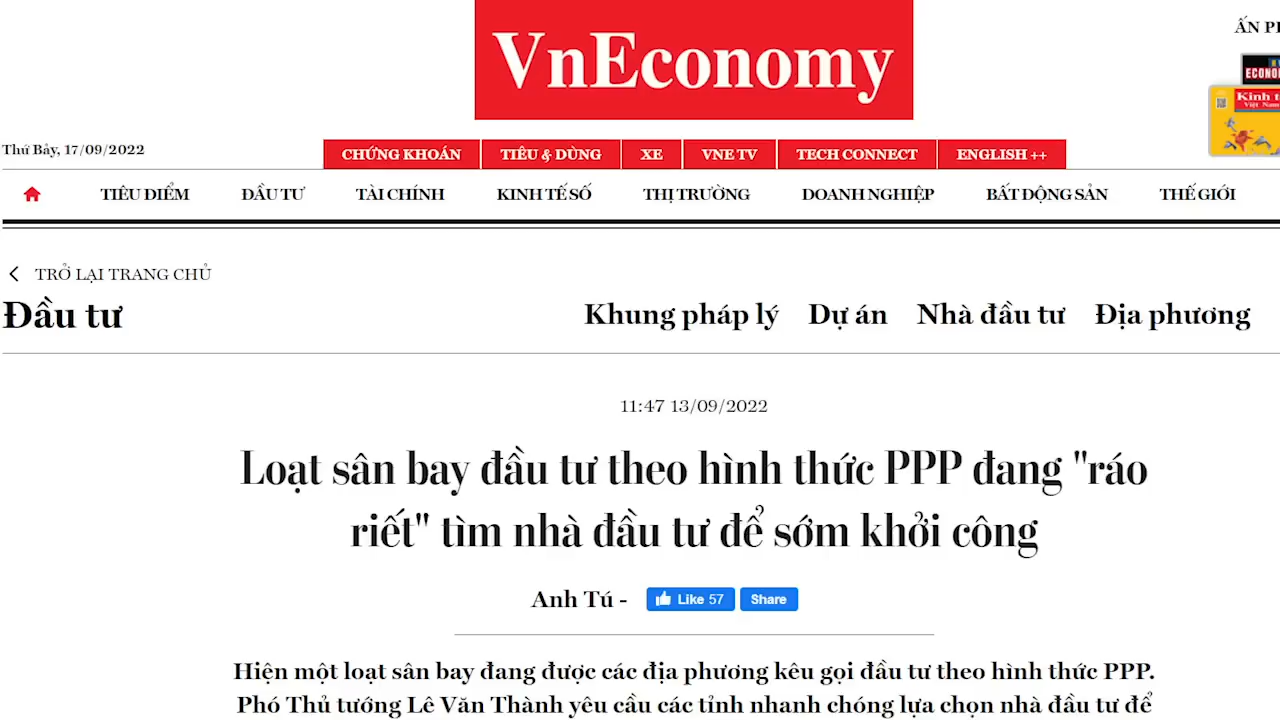 VnEconomy
ẤN P
ECONO
Kinh t
Việt Nam
Thứ Bảy, 17/09/2022
CHỨNG KHOÁN TIÊU & DÙNG XE VNE TV TECH CONNECT ENGLISH ++
TIÊU ĐIỂM ĐẦU TƯ TÀI CHÍNH KINH TẾ SỐ THỊ TRƯỜNG DOANH NGHIỆP BẤT ĐỘNG SẢN THẾ GIỚI
TRỞ LẠI TRANG CHỦ
Đầu tư Khung pháp lý Dự án Nhà đầu tư Địa phương
11:47 13/09/2022
Loạt sân bay đầu tư theo hình thức PPP đang "ráo
riết" tìm nhà đầu tư để sớm khởi công
Anh Tú - Like 57 Share
Hiện một loạt sân bay đang được các địa phương kêu gọi đầu tư theo hình thức PPP.
Phó Thủ tướng Lê Văn Thành yêu cầu các tỉnh nhanh chóng lựa chọn nhà đầu tư để